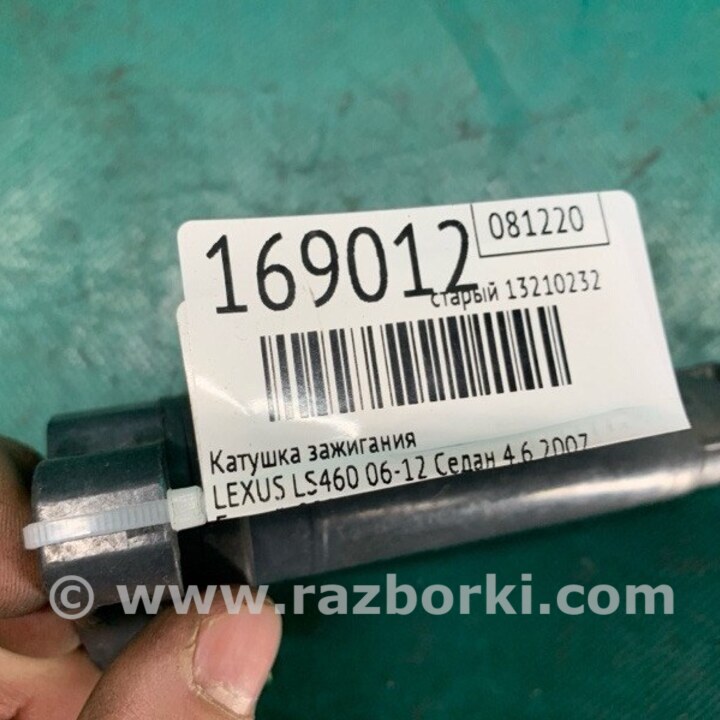 169012
081220
старый 13210232
Катушка зажигания
LEXUS LS460 06-12 Седан 4.6 2007
© www.razborki.com